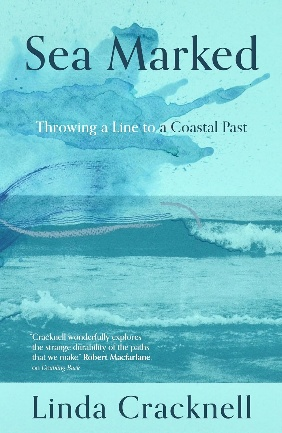 Sea Marked
Throwing a Line to a Coastal Past
"Cracknell wonderfully explores
the strange durability of the paths
that we make" Robert Macfarlane
on Doubling Back
Linda Cracknell